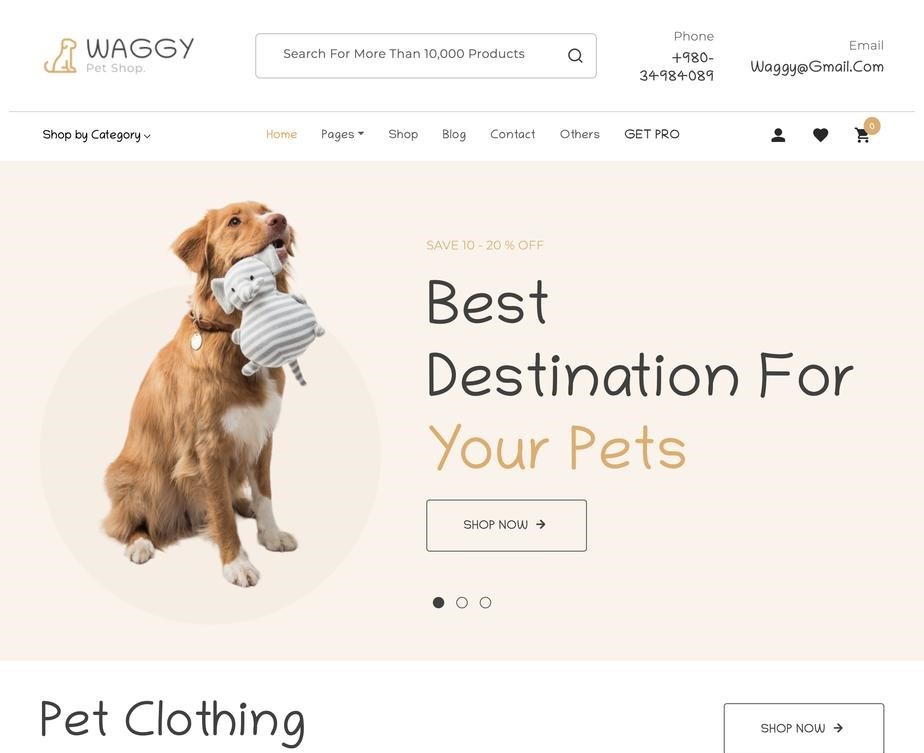 WAGGY
Pet Shop.
Search For More Than 10,000 Products
Phone
+980-
34984089
Email
Waggy@Gmail.Com
Shop by Category
Home
Pages
Shop
Blog
Contact
Others
GET PRO
0
SAVE 10 - 20 % OFF
Best
Destination For
Your Pets
SHOP NOW
Pet Clothing
SHOP NOW